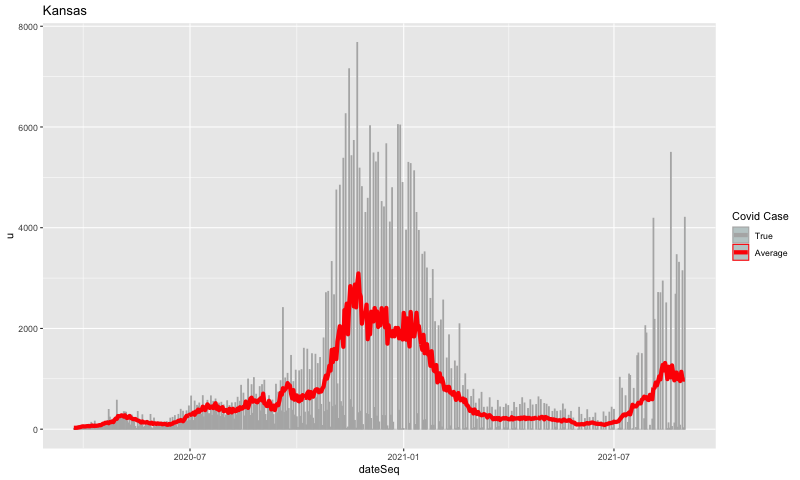 Kansas
8000
6000
4000
2000
0
u
2020-07
2021-01
2021-07
dateSeq
Covid Case
True
Average